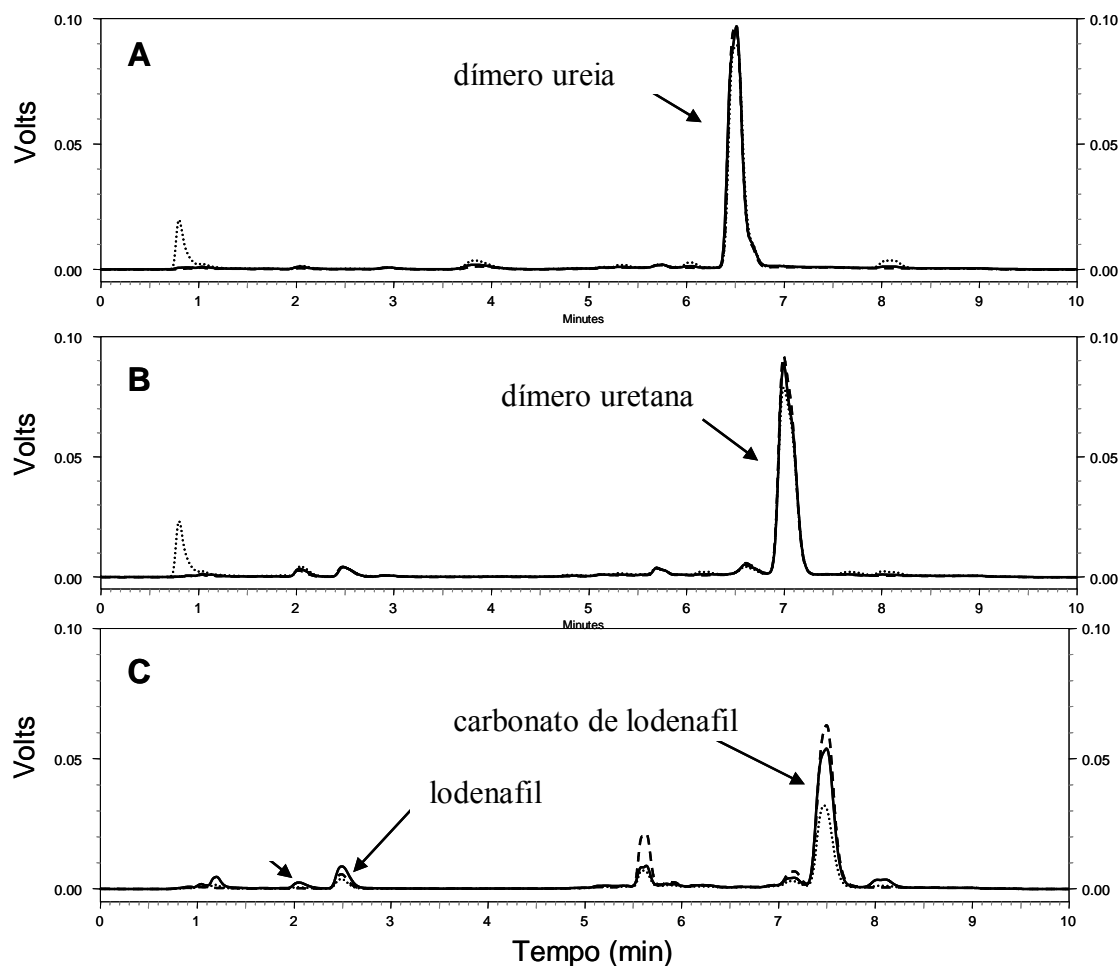 A
dímero ureia
Volts
0.10 0.10
0.05 0.05
0.00 0.00
0 1 2 3 4 5 6 7 8 9 10
Minutes
B
dímero uretana
Volts
0.10 0.10
0.05 0.05
0.00 0.00
0 1 2 3 4 5 6 7 8 9 10
Minutes
C
carbonato de lodenafil
lodenafil
Volts
0.10 0.10
0.05 0.05
0.00 0.00
0 1 2 3 4 5 6 7 8 9 10
Tempo (min)